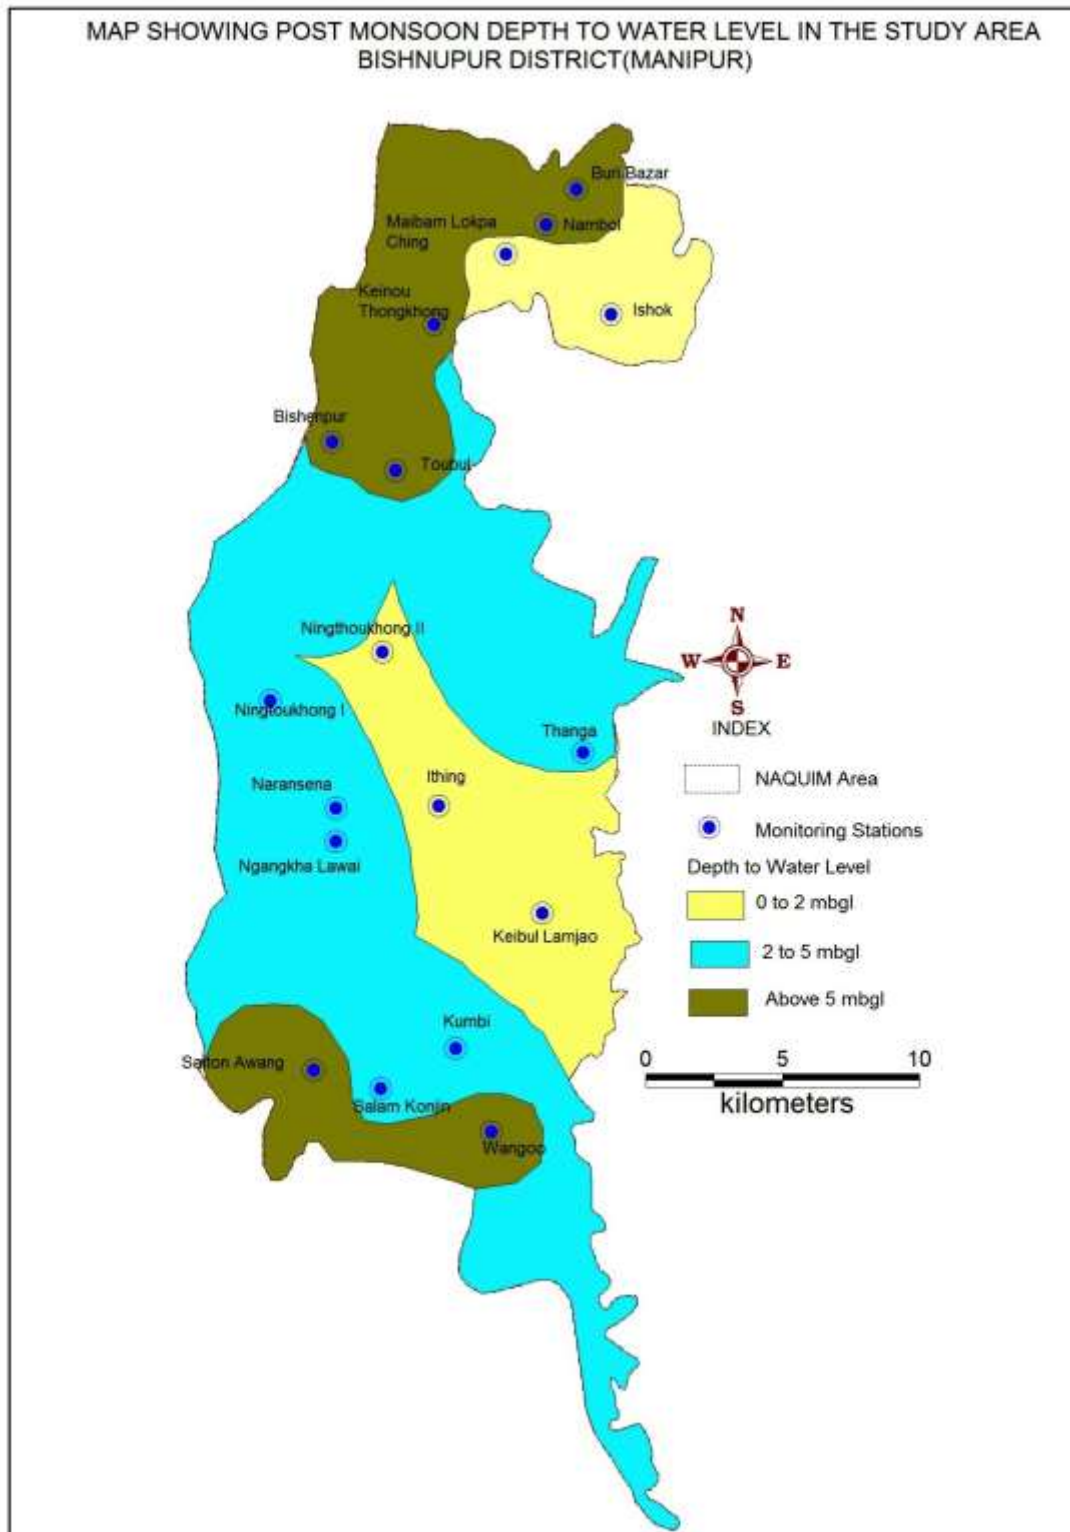 MAP SHOWING POST MONSOON DEPTH TO WATER LEVEL IN THE STUDY AREA
BISHNUPUR DISTRICT(MANIPUR)
Buri Bazar
Maibam Lokpa
Ching
Nambol
Keinou
Thongkhong
Ishok
Bishenpur
Toubul
Ningthoukhong II
Ningtoukhong I
Thanga
Ithing
Naransena
Ngangkha Lawai
Keibul Lamjao
Kumbi
Saiton Awang
Salam Konjin
Wangoo
N
W E
S
INDEX
NAQUIM Area
Monitoring Stations
Depth to Water Level
0 to 2 mbgl
2 to 5 mbgl
Above 5 mbgl
0 5 10
kilometers